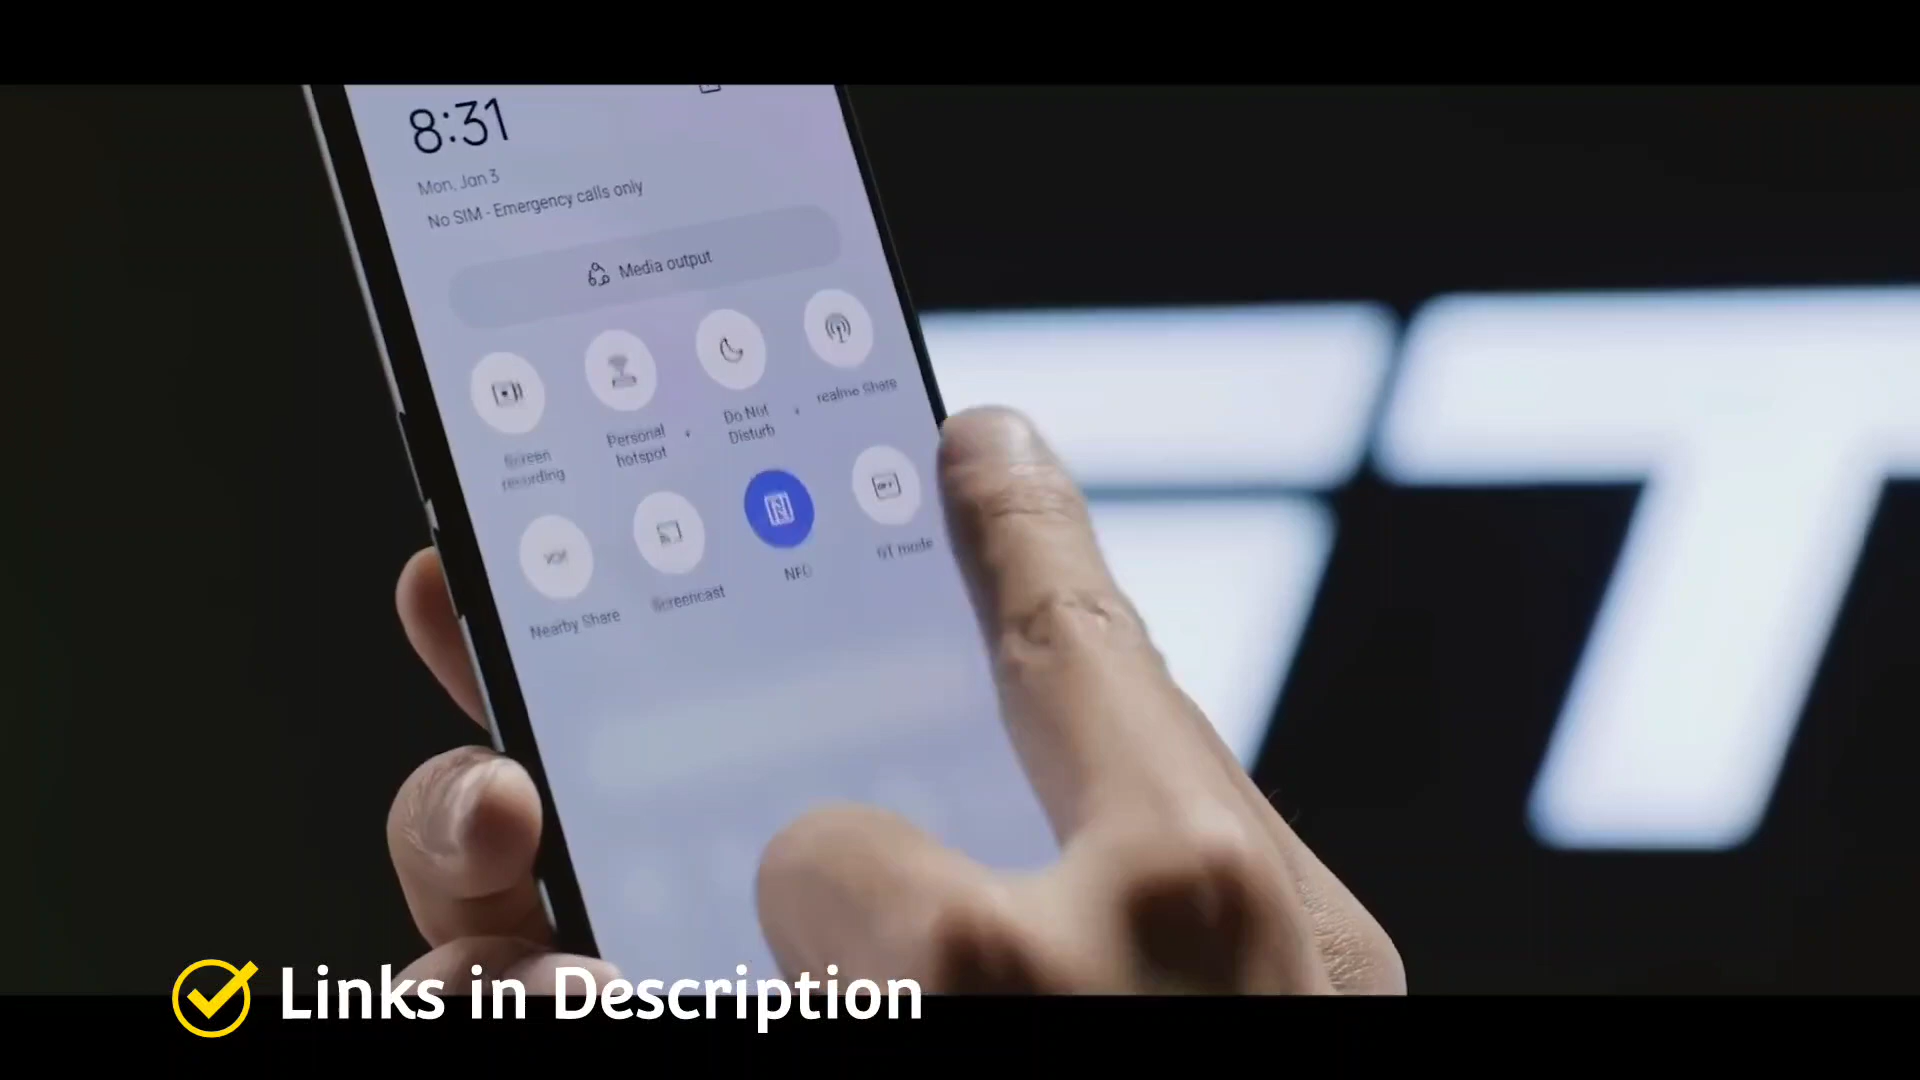 8:31
Mon, Jan 3
No SIM - Emergency calls only
Media output
Screen
recording
Personal
hotspot
Do Not
Disturb
realme Share
Nearby Share
Screencast
NFC
GT mode
GT
Links in Description